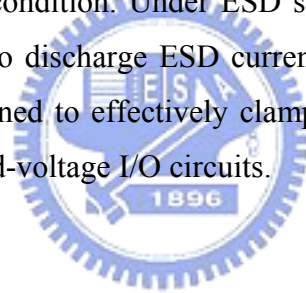 condition. Under ESD s
o discharge ESD curren
ned to effectively clamp
d-voltage I/O circuits.
E S
1896